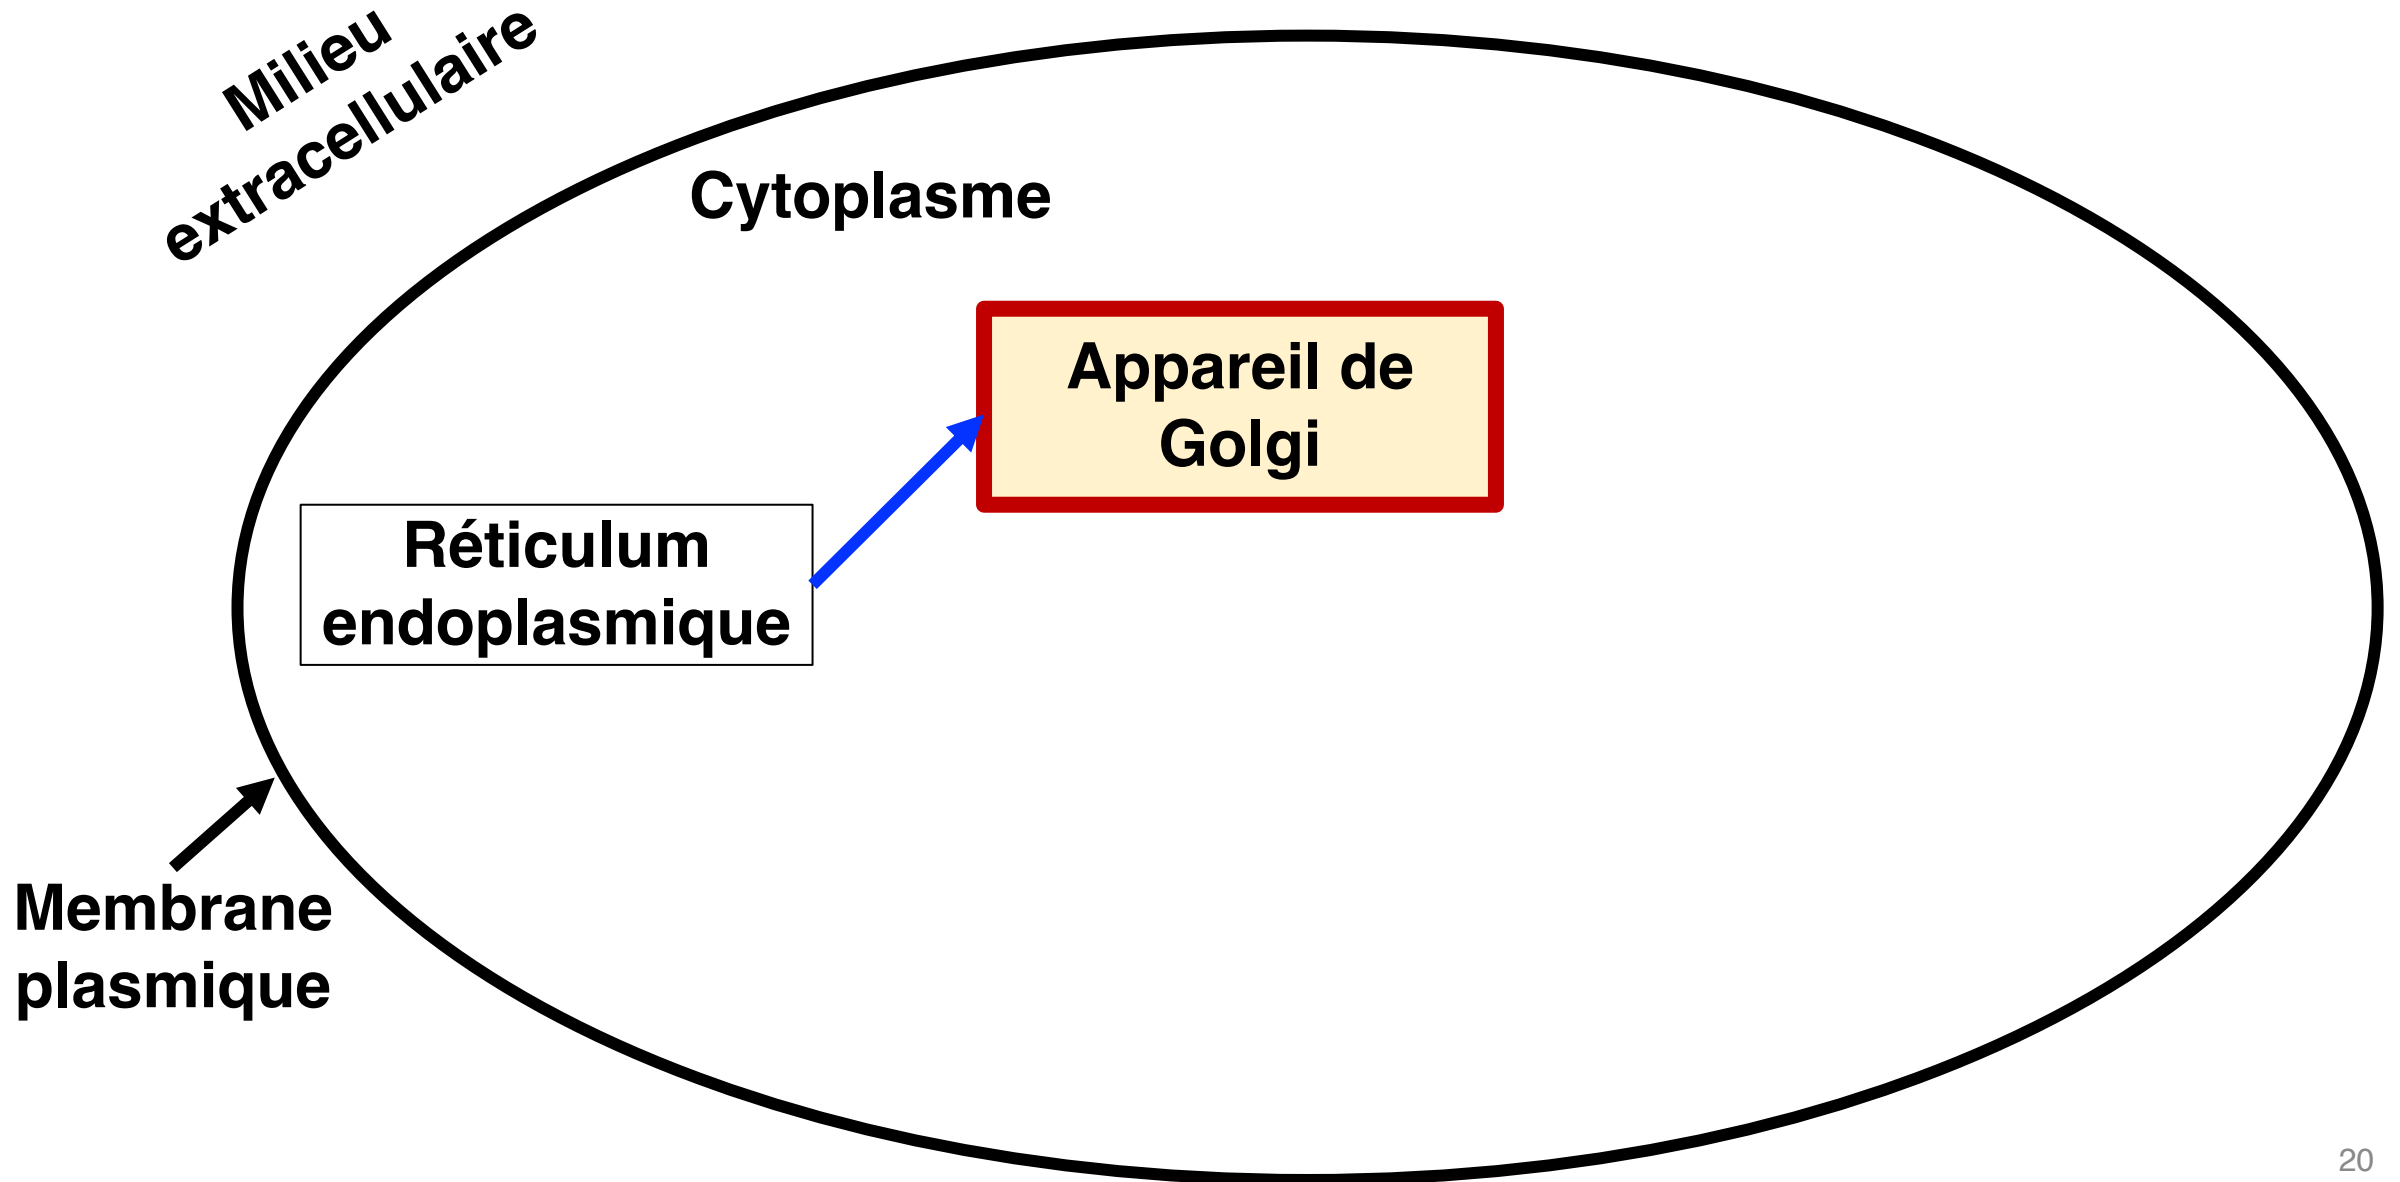 Milieu
extracellulaire
Cytoplasme
Appareil de
Golgi
Réticulum
endoplasmique
Membrane
plasmique
20